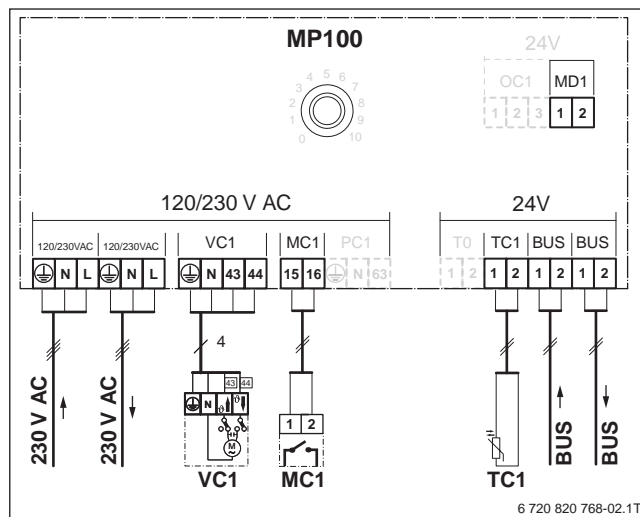 MP100
24V
OC1 MD1
1 2 3 1 2
0 1 2 3 4 5 6 7 8 9 10
120/230 V AC 24V
120/230VAC 120/230VAC VC1 MC1 PC1 T0 TC1 BUS BUS
N L N L N 43 44 15 16 N 63 1 2 1 2 1 2 1 2
4
43 44
N
M
~
1 2
230 V AC 230 V AC VC1 MC1 TC1 BUS BUS
6 720 820 768-02.1T